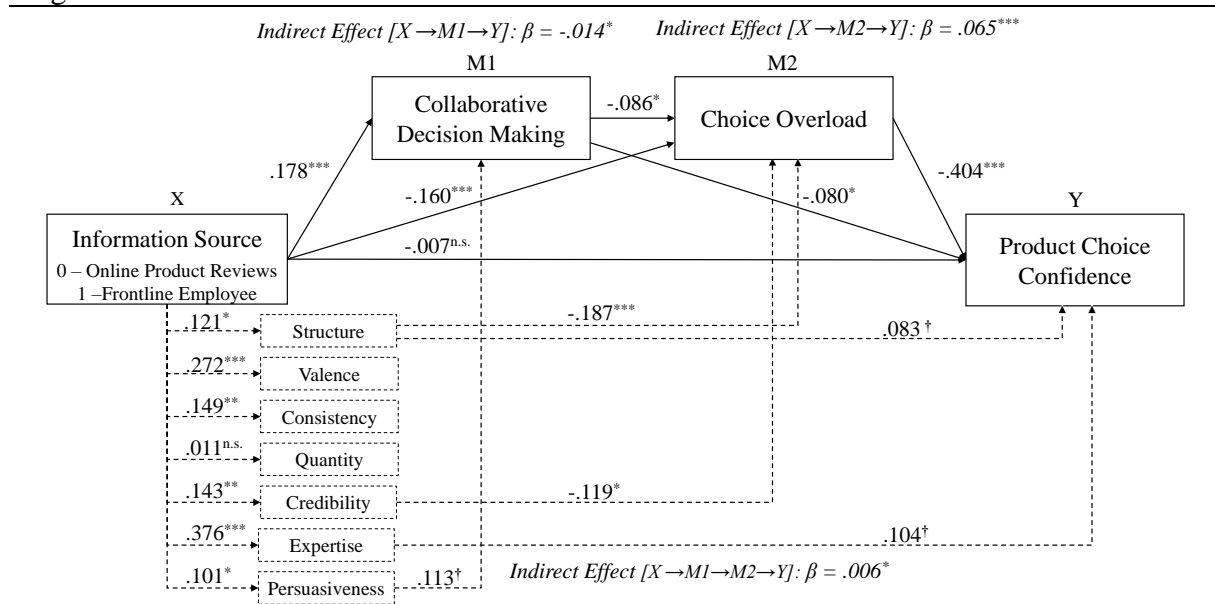 Indirect Effect [X→M1→Y]: β = -.014* Indirect Effect [X→M2→Y]: β = .065***
M1 M2
Collaborative
Decision Making
-.086*
Choice Overload
.178***
-.160***
-.080*
-.404***
X Y
Information Source
0 – Online Product Reviews
1 –Frontline Employee
-.007n.s.
Product Choice
Confidence
.121* Structure -.187*** .083†
.272*** Valence
.149** Consistency
.011n.s. Quantity
.143** Credibility -.119*
.376*** Expertise .104†
.101* Persuasiveness .113† Indirect Effect [X→M1→M2→Y]: β = .006*